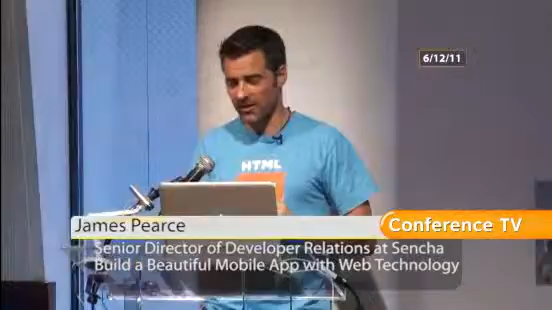 6/12/11
HTML
James Pearce
Conference TV
Senior Director of Developer Relations at Sencha
Build a Beautiful Mobile App with Web Technology